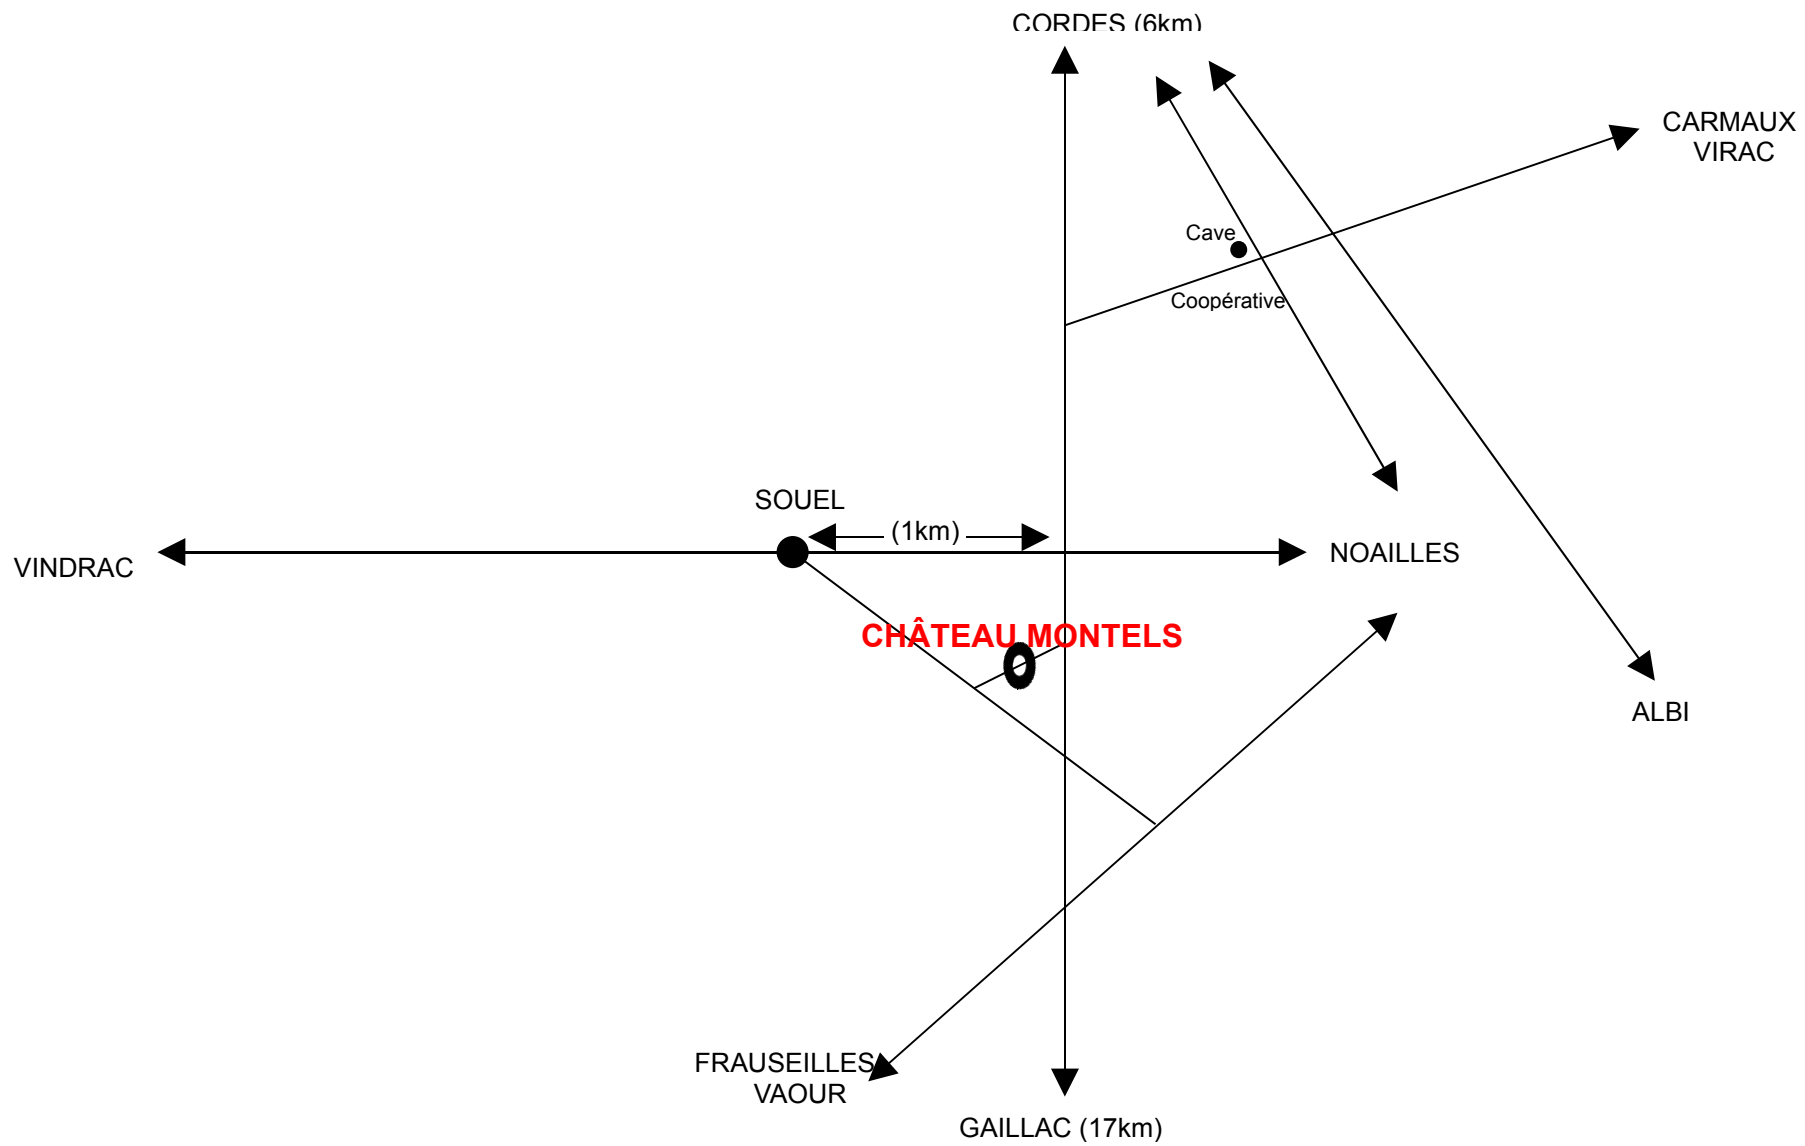 CORDES (6km)
CARMAUX
VIRAC
Cave
Coopérative
SOUEL
(1km)
VINDRAC
NOAILLES
CHÂTEAU MONTELS
ALBI
FRAUSEILLES
VAOUR
GAILLAC (17km)